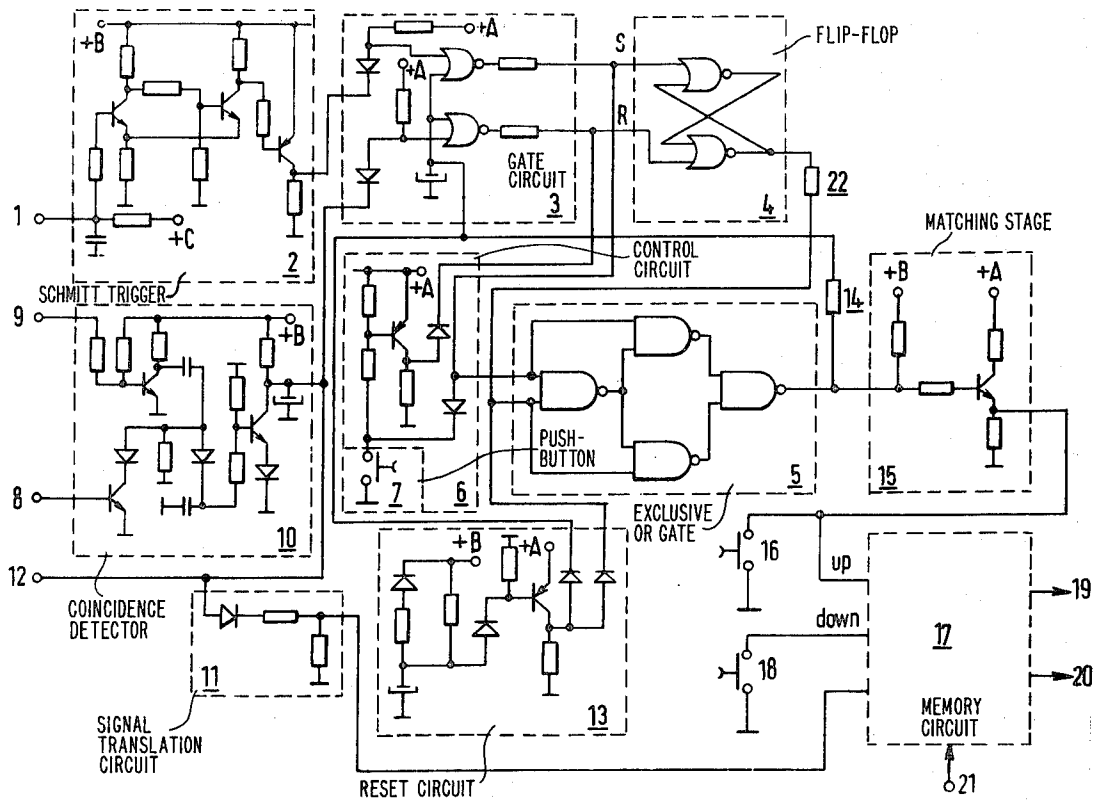 +B
+A
S
FLIP-FLOP
+A
R
GATE
CIRCUIT
3
4
22
1
+C
2
SCHMITT TRIGGER
CONTROL
CIRCUIT
MATCHING STAGE
+A
+B
+A
14
9
+B
PUSH-
BUTTON
7
6
5
15
8
10
EXCLUSIVE
OR GATE
12
+B
+A
16
up
COINCIDENCE
DETECTOR
19
down
17
11
18
20
13
MEMORY
CIRCUIT
SIGNAL
TRANSLATION
CIRCUIT
RESET CIRCUIT
21